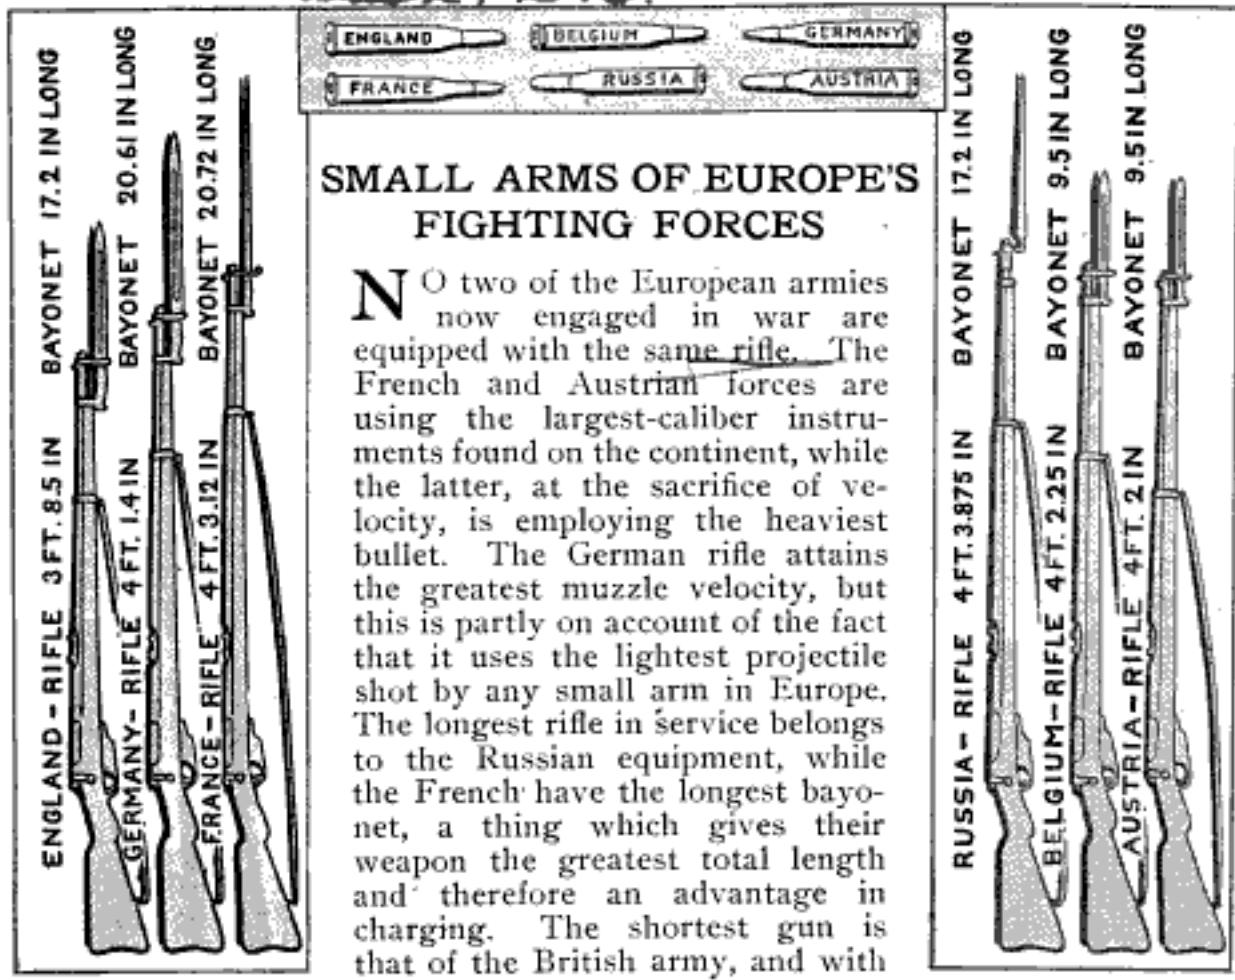 ENGLAND
BELGIUM
GERMANY
FRANCE
RUSSIA
AUSTRIA
ENGLAND-RIFLE 3FT.8.5 IN BAYONET 17.2 IN LONG
GERMANY-RIFLE 4 FT. 1.4 IN BAYONET 20.61 IN LONG
FRANCE-RIFLE 4 FT. 3.12 IN BAYONET 20.72 IN LONG
SMALL ARMS OF EUROPE'S
FIGHTING FORCES
NO two of the European armies
now engaged in war are
equipped with the same rifle. The
French and Austrian forces are
using the largest-caliber instru-
ments found on the continent, while
the latter, at the sacrifice of ve-
locity, is employing the heaviest
bullet. The German rifle attains
the greatest muzzle velocity, but
this is partly on account of the fact
that it uses the lightest projectile
shot by any small arm in Europe.
The longest rifle in service belongs
to the Russian equipment, while
the French have the longest bayo-
net, a thing which gives their
weapon the greatest total length
and therefore an advantage in
charging. The shortest gun is
that of the British army, and with
RUSSIA-RIFLE 4 FT. 3.875 IN BAYONET 17.2 IN LONG
BELGIUM-RIFLE 4 FT. 2.25 IN BAYONET 9.5 IN LONG
AUSTRIA-RIFLE 4 FT. 2 IN BAYONET 9.5 IN LONG